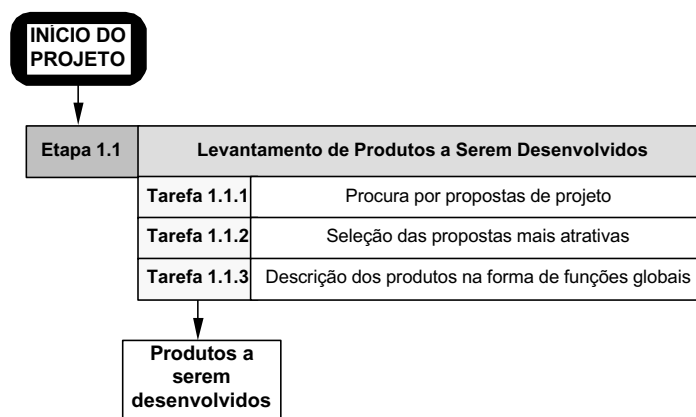 INÍCIO DO
PROJETO
Etapa 1.1 Levantamento de Produtos a Serem Desenvolvidos
Tarefa 1.1.1 Procura por propostas de projeto
Tarefa 1.1.2 Seleção das propostas mais atrativas
Tarefa 1.1.3 Descrição dos produtos na forma de funções globais
Produtos a
serem
desenvolvidos